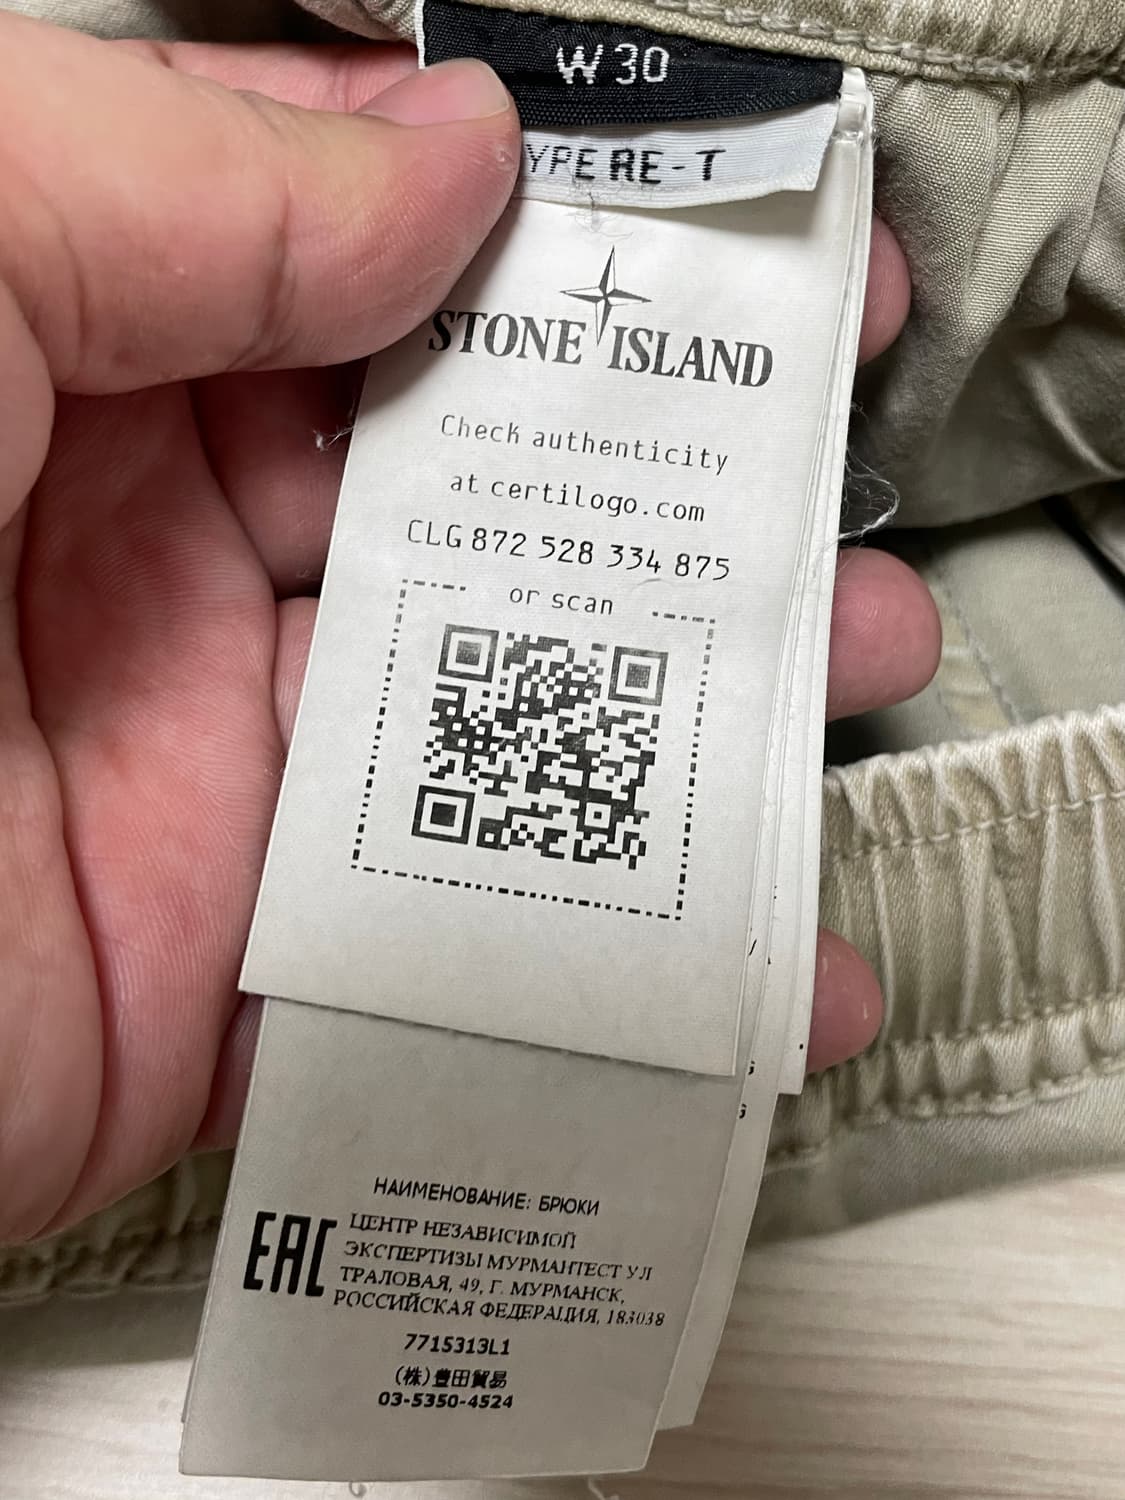 W30
YPE RE-T
STONE ISLAND
Check authenticity
at certilogo.com
CLG 872 528 334 875
or scan
НАИМЕНОВАНИЕ: БРЮКИ
EAC
ЦЕНТР НЕЗАВИСИМОЙ
ЭКСПЕРТИЗЫ МУРМАНТЕСТ УЛ
ТРАЛОВАЯ, 49, Г. МУРМАНСК,
РОССИЙСКАЯ ФЕДЕРАЦИЯ, 183038
7715313L1
(株)豊田貿易
03-5350-4524